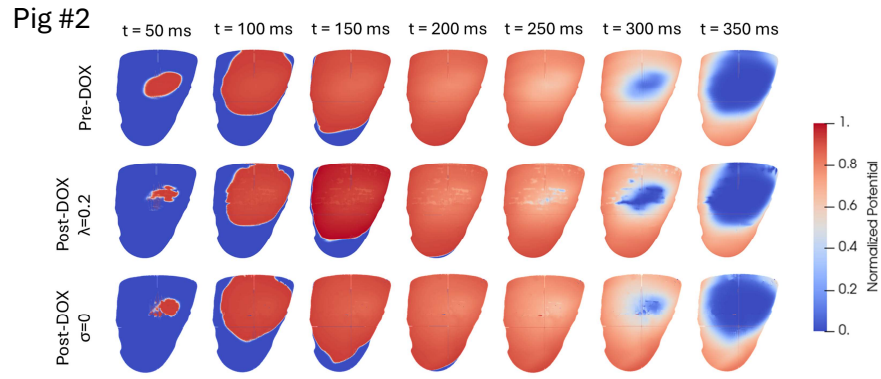 Pig #2
t = 50 ms t = 100 ms t = 150 ms t = 200 ms t = 250 ms t = 300 ms t = 350 ms
Pre-DOX
Post-DOX
λ=0.2
Post-DOX
σ=0
1.
0.8
0.6
0.4
0.2
0.
Normalized Potential